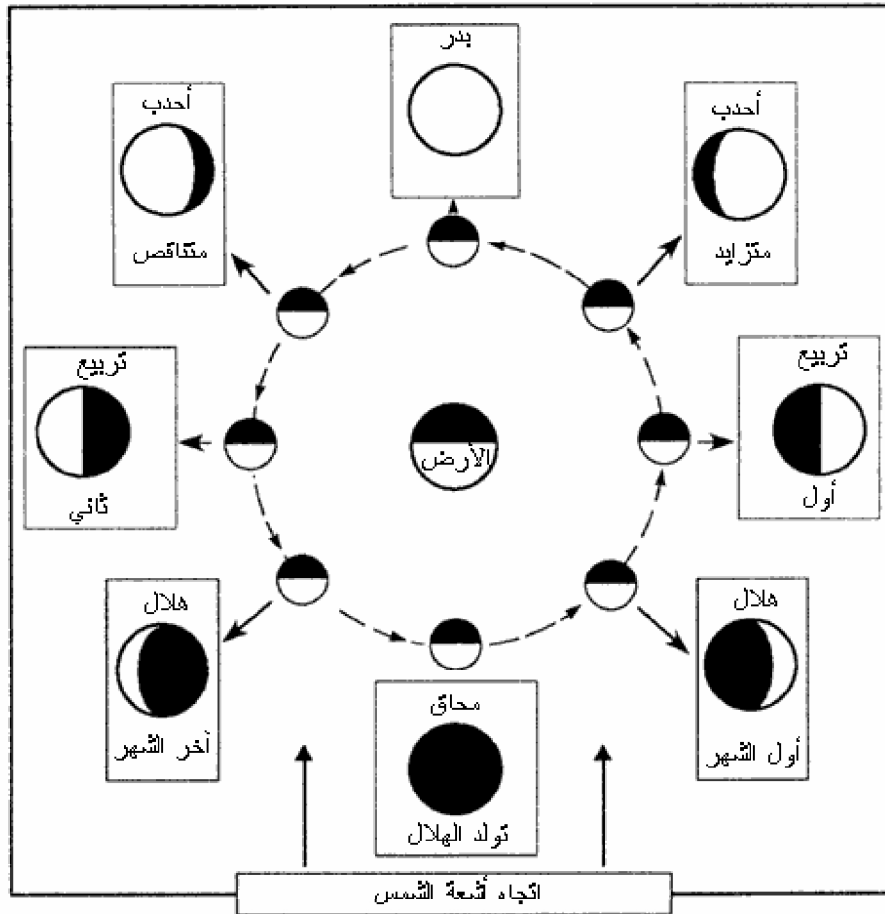 بدر
أحدب
متزايد
أحدب
متناقص
تربيع
أول
تربيع
ثاني
الأرض
هلال
أول الشهر
هلال
أخر الشهر
محاق
تولد الهلال
اتجاه أشعة الشمس